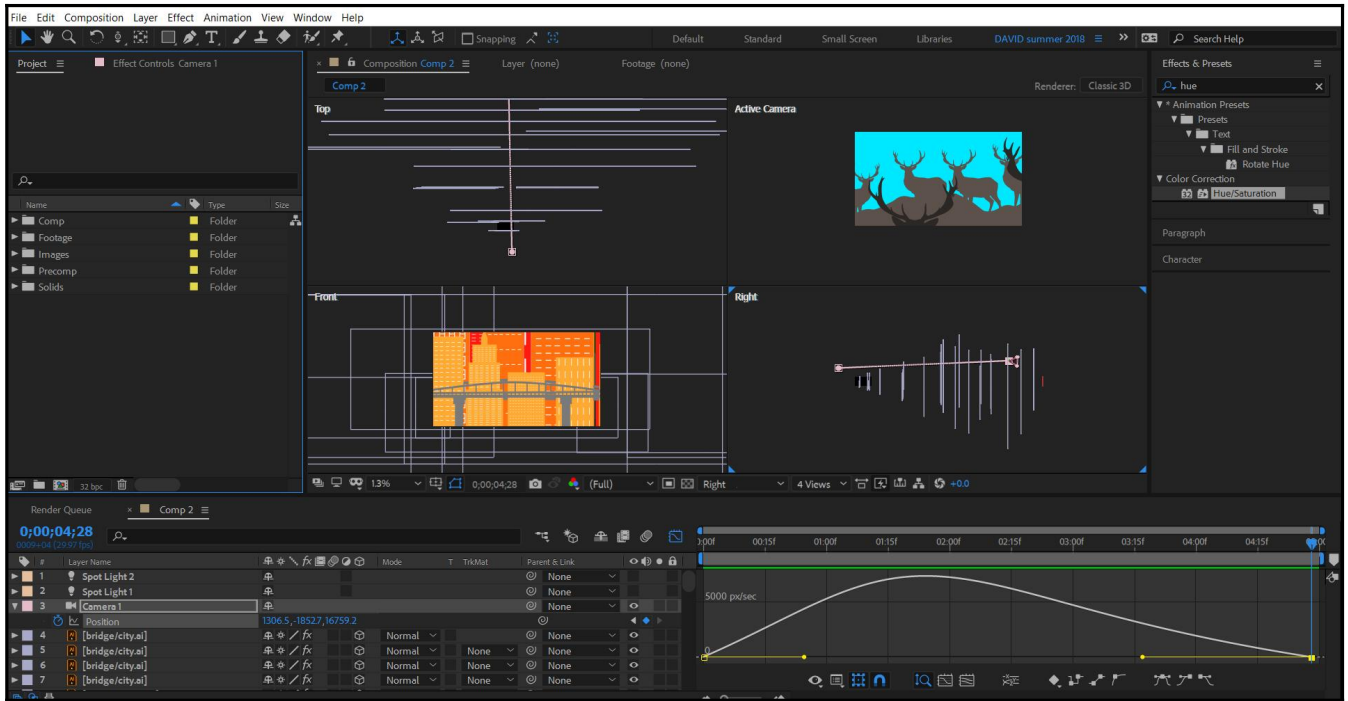 File Edit Composition Layer Effect Animation View Window Help
Snapping Default Standard Small Screen Libraries DAVID summer 2018 Search Help
Project Effect Controls Camera 1
Composition Comp 2 Layer (none) Footage (none)
Effects & Presets
Comp 2 Renderer: Classic 3D
hue
* Animation Presets
Presets
Text
Fill and Stroke
Rotate Hue
Color Correction
32 Hue/Saturation
Paragraph
Character
Top Active Camera
Front Right
Name Type Size
Comp Folder
Footage Folder
Images Folder
Precomp Folder
Solids Folder
32 bpc
1.3% 0;00;04;28 (Full) Right 4 Views +0.0
Render Queue Comp 2
0;00;04;28
# Layer Name fx Mode T TrkMat Parent & Link
1 Spot Light 2 None
2 Spot Light 1 None
3 Camera 1 None
Position 1306.5,-1852.7,16759.2
4 [bridge/city.ai] fx Normal None
5 [bridge/city.ai] fx Normal None None
6 [bridge/city.ai] fx Normal None None
7 [bridge/city.ai] fx Normal None None
00:15f 01:00f 01:15f 02:00f 02:15f 03:00f 03:15f 04:00f 04:15f
5000 px/sec
0